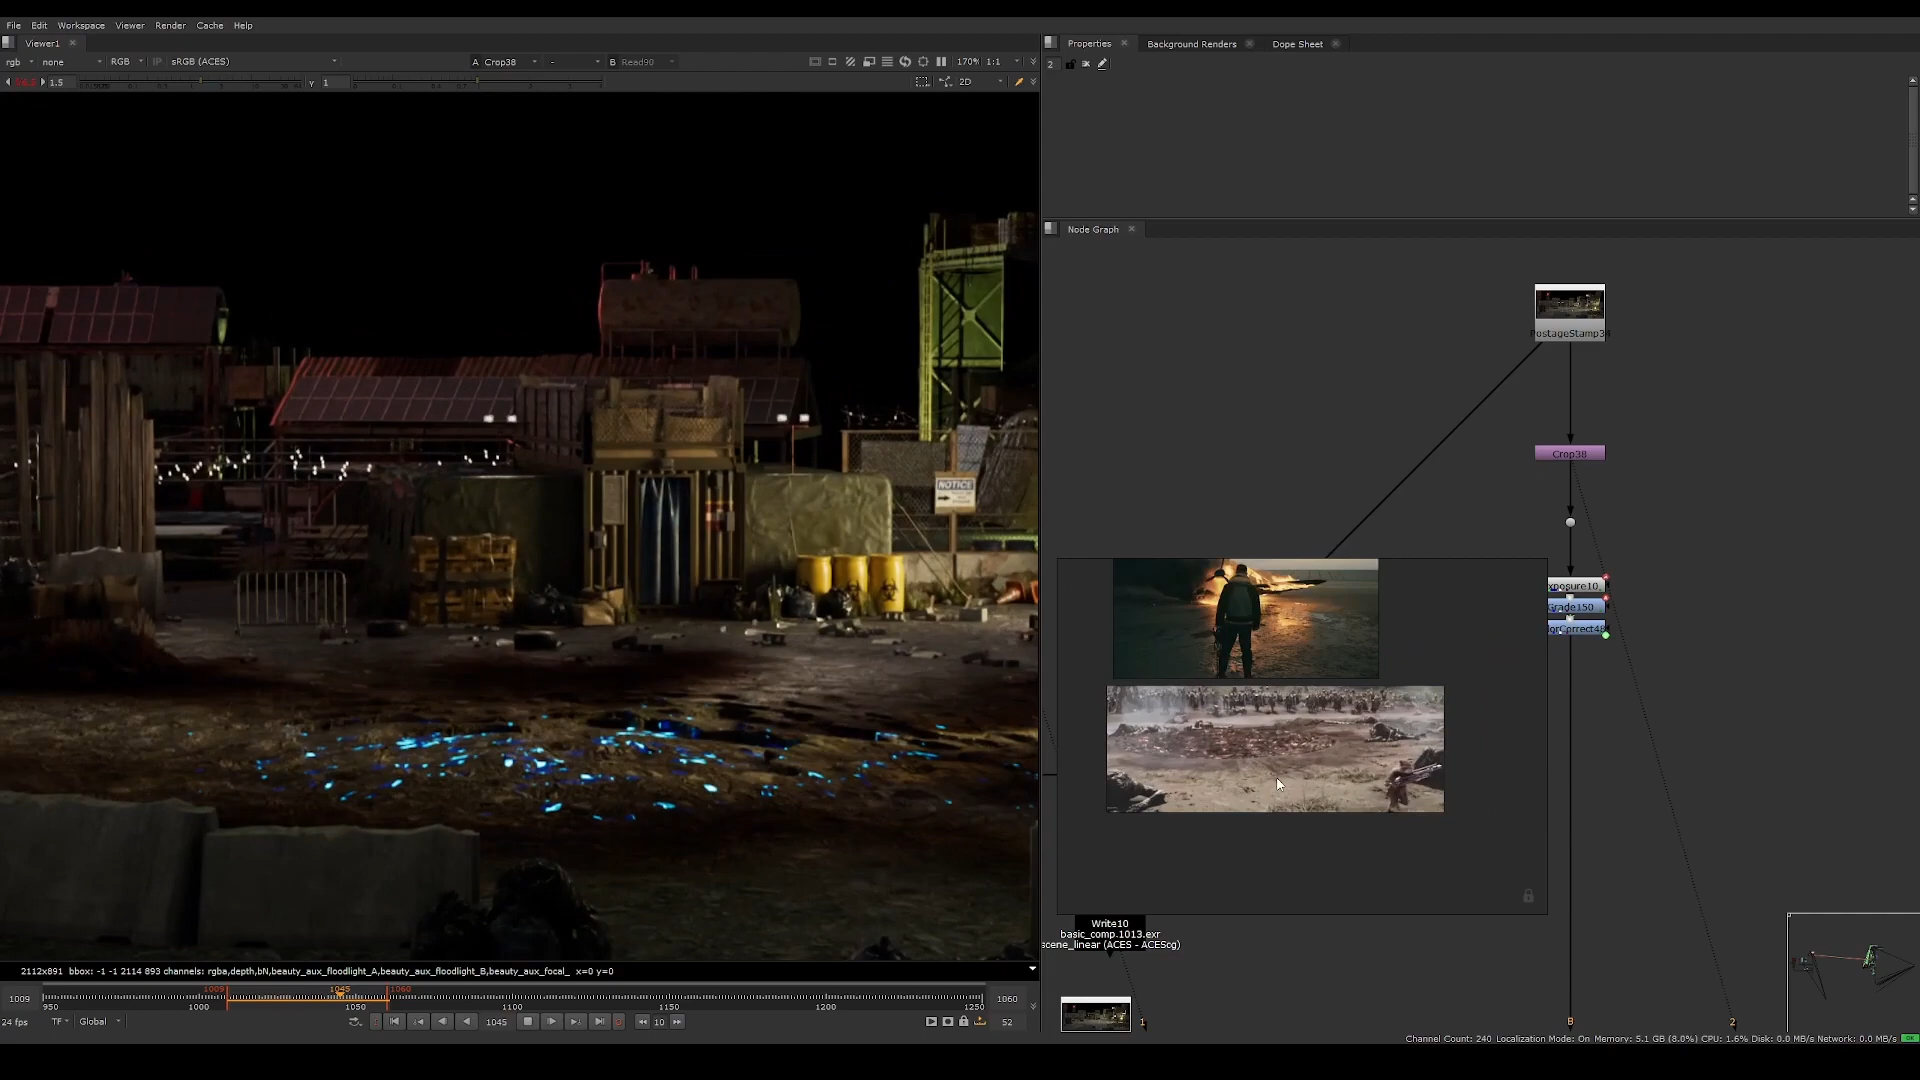 File Edit Workspace Viewer Render Cache Help
Viewer1
rgb none RGB IP sRGB (ACES) A Crop38 - B Read90 170% 1:1
1.5 Y 1 2D
NOTICE
2112x891 bbox: -1 -1 2114 893 channels: rgba,depth,bN,beauty_aux_floodlight_A,beauty_aux_floodlight_B,beauty_aux_focal_ x=0 y=0
1009 1045 1060
1009 950 1000 1050 1100 1150 1200 1250 1060
24 fps TF Global 1045 10 52
Properties Background Renders Dope Sheet
2
Node Graph
PostageStamp3
Crop38
xposure10
Grade150
lorCorrect48
Write10
basic_comp.1013.exr
scene_linear (ACES - ACEScg)
1
B
2
Channel Count: 240 Localization Mode: On Memory: 5.1 GB (8.0%) CPU: 1.6% Disk: 0.0 MB/s Network: 0.0 MB/s